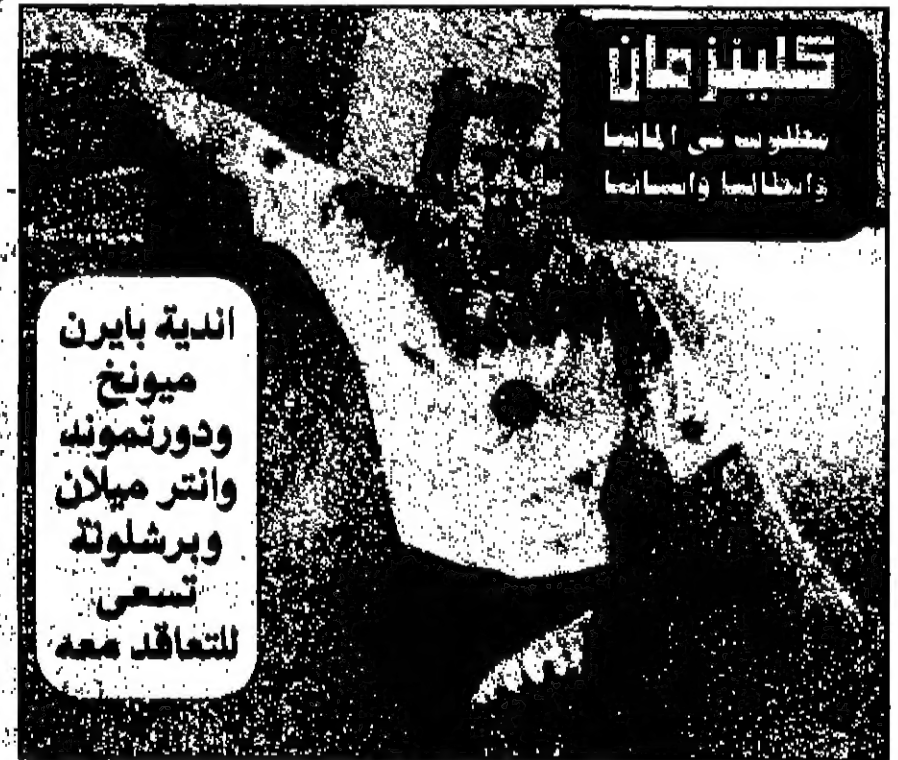 كلينزمان
مطلوب في المانيا
وايطاليا واسبانيا
اندية بايرن
ميونخ
ودورتموند
وانتر ميلان
وبرشلونة
تسعى
للتعاقد معه